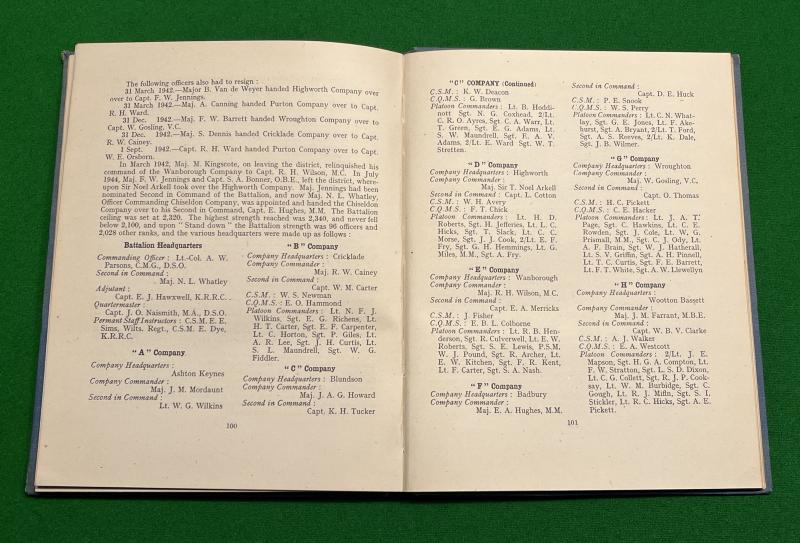 The following officers also had to resign :
31 March 1942.—Major B. Van de Weyer handed Highworth Company over
over to Capt. F. W. Jennings.
31 March 1942.—Maj. A. Canning handed Purton Company over to Capt.
R. H. Ward.
31 Dec. 1942.—Maj. F. W. Barrett handed Wroughton Company over to
Capt. W. Gosling, V.C.
31 Dec. 1942.—Maj. S. Dennis handed Cricklade Company over to Capt.
R. W. Cainey.
1 Sept. 1942.—Capt. R. H. Ward handed Purton Company over to Capt.
W. E. Orsborn.
In March 1942, Maj. M. Kingscote, on leaving the district, relinquished his
command of the Wanborough Company to Capt. R. H. Wilson, M.C. In July
1944, Maj. F. W. Jennings and Capt. S. A. Bonner, O.B.E., left the district, where-
upon Sir Noel Arkell took over the Highworth Company. Maj. Jennings had been
nominated Second in Command of the Battalion, and now Maj. N. L. Whatley,
Officer Commanding Chiseldon Company, was appointed and handed the Chiseldon
Company over to his Second in Command, Capt. E. Hughes, M.M. The Battalion
ceiling was set at 2,320. The highest strength reached was 2,340, and never fell
below 2,100, and upon " Stand down " the Battalion strength was 96 officers and
2,028 other ranks, and the various headquarters were made up as follows :
Battalion Headquarters
Commanding Officer : Lt.-Col. A. W.
Parsons, C.M.G., D.S.O.
Second in Command :
Maj. N. L. Whatley
Adjutant :
Capt. E. J. Hawxwell, K.R.R.C.
Quartermaster :
Capt. J. O. Naismith, M.A., D.S.O.
Permant Staff Instructors : C.S.M. E. E.
Sims, Wilts. Regt., C.S.M. E. Dye,
K.R.R.C.
" A " Company
Company Headquarters :
Ashton Keynes
Company Commander :
Maj. J. M. Mordaunt
Second in Command :
Lt. W. G. Wilkins
" B " Company
Company Headquarters : Cricklade
Company Commander :
Maj. R. W. Cainey
Second in Command :
Capt. W. M. Carter
C.S.M. : W. S. Newman
C.Q.M.S. : E. O. Hammond
Platoon Commanders : Lt. N. F. J.
Wilkins, Sgt. E. G. Richens, Lt.
H. T. Carter, Sgt. E. F. Carpenter,
Lt. C. Horton, Sgt. P. Giles, Lt.
A. R. Lee, Sgt. J. H. Curtis, Lt.
S. L. Maundrell, Sgt. W. G.
Fiddler.
" C " Company
Company Headquarters : Blundson
Company Commander :
Maj. J. A. G. Howard
Second in Command :
Capt. K. H. Tucker
100
"C" COMPANY (Continued)
C.S.M. : K. W. Deacon
C.Q.M.S. : G. Brown
Platoon Commanders : Lt. B. Hoddi-
nott Sgt. N. G. Coxhead, 2/Lt.
C. R. O. Ayres, Sgt. C. A. Warr, Lt.
T. Green, Sgt. E. G. Adams, Lt.
S. W. Maundrell, Sgt. E. A. V.
Adams, 2/Lt. E. Ward Sgt. W. T.
Stretten.
" D " Company
Company Headquarters : Highworth
Company Commander :
Maj. Sir T. Noel Arkell
Second in Command : Capt. L. Cotton
C.S.M. : W. H. Avery
C.Q.M.S. : F. T. Chick
Platoon Commanders : Lt. H. D.
Roberts, Sgt. H. Jefferies, Lt. L. C.
Hicks, Sgt. T. Slack, Lt. C. C.
Morse, Sgt. J. J. Cook, 2/Lt. E. F.
Fry, Sgt. G. H. Hemmings, Lt. G.
Miles, M.M., Sgt. A. Fry.
" E " Company
Company Headquarters : Wanborough
Company Commander :
Maj. R. H. Wilson, M.C.
Second in Command :
Capt. E. A. Merricks
C.S.M. : J. Fisher
C.Q.M.S. : E. B. L. Colborne
Platoon Commanders : Lt. R. B. Hen-
derson, Sgt. R. Culverwell, Lt. E. W.
Roberts, Sgt. S. E. Lewis, P.S.M.
W. J. Pound, Sgt. R. Archer, Lt.
E. W. Kitchen, Sgt. F. R. Kent,
Lt. F. Carter, Sgt. S. A. Nash.
" F " Company
Company Headquarters : Badbury
Company Commander :
Maj. E. A. Hughes, M.M.
Second in Command :
Capt. D. E. Huck
C.S.M. : P. E. Snook
C.Q.M.S. : W. S. Perry
Platoon Commanders : Lt. C. N. What-
ley, Sgt. G. E. Jones, Lt. F. Ake-
hurst, Sgt. A. Bryant, 2/Lt. T. Ford,
Sgt. A. S. Reeves, 2/Lt. K. Dale,
Sgt. J. B. Wilmer.
" G " Company
Company Headquarters : Wroughton
Company Commander :
Maj. W. Gosling, V.C.
Second in Command :
Capt. O. Thomas
C.S.M. : H. C. Pickett
C.Q.M.S. : C. E. Hacker
Platoon Commanders : Lt. J. A. T.
Page, Sgt. C. Hawkins, Lt. C. E.
Rowden, Sgt. J. Cole, Lt. W. G.
Prismall, M.M., Sgt. C. J. Ody, Lt.
A. F. Brain, Sgt. W. J. Hatherall,
Lt. S. V. Griffin, Sgt. A. H. Pinnell,
Lt. T. C. Curtis, Sgt. F. E. Barrett,
Lt. F. T. White, Sgt. A. W. Llewellyn
" H " Company
Company Headquarters :
Wootton Bassett
Company Commander :
Maj. J. M. Farrant, M.B.E.
Second in Command :
Capt. W. B. V. Clarke
C.S.M. : A. J. Walker
C.Q.M.S. : E. A. Westcott
Platoon Commanders : 2/Lt. J. E.
Mapson, Sgt. H. G. A. Compton, Lt.
F. W. Stratton, Sgt. L. S. D. Dixon,
Lt. C. G. Collett, Sgt. R. J. P. Cook-
say, Lt. W. M. Burbidge, Sgt. C.
Gough, Lt. R. J. Mifin, Sgt. S. I.
Stickler, Lt. R. C. Hicks, Sgt. A. E.
Pickett.
101